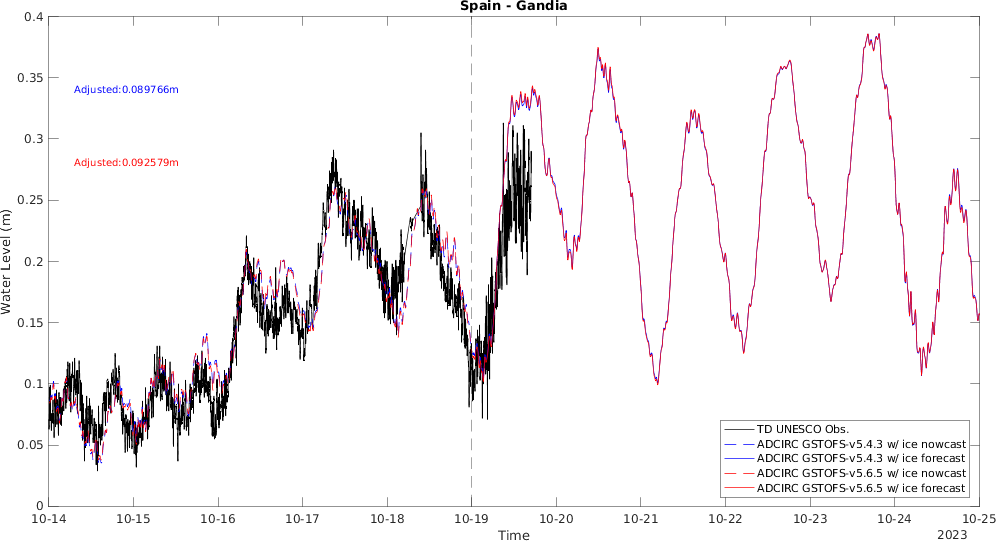 Spain - Gandia
0.4
0.35
0.3
0.25
0.2
0.15
0.1
0.05
0
Water Level (m)
Adjusted:0.089766m
Adjusted:0.092579m
TD UNESCO Obs.
ADCIRC GSTOFS-v5.4.3 w/ ice nowcast
ADCIRC GSTOFS-v5.4.3 w/ ice forecast
ADCIRC GSTOFS-v5.6.5 w/ ice nowcast
ADCIRC GSTOFS-v5.6.5 w/ ice forecast
10-14 10-15 10-16 10-17 10-18 10-19 10-20 10-21 10-22 10-23 10-24 10-25
Time
2023